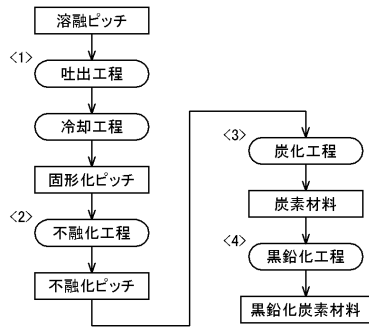 溶融ピッチ
<1>
吐出工程
冷却工程
固形化ピッチ
<2>
不融化工程
不融化ピッチ
<3>
炭化工程
炭素材料
<4>
黒鉛化工程
黒鉛化炭素材料